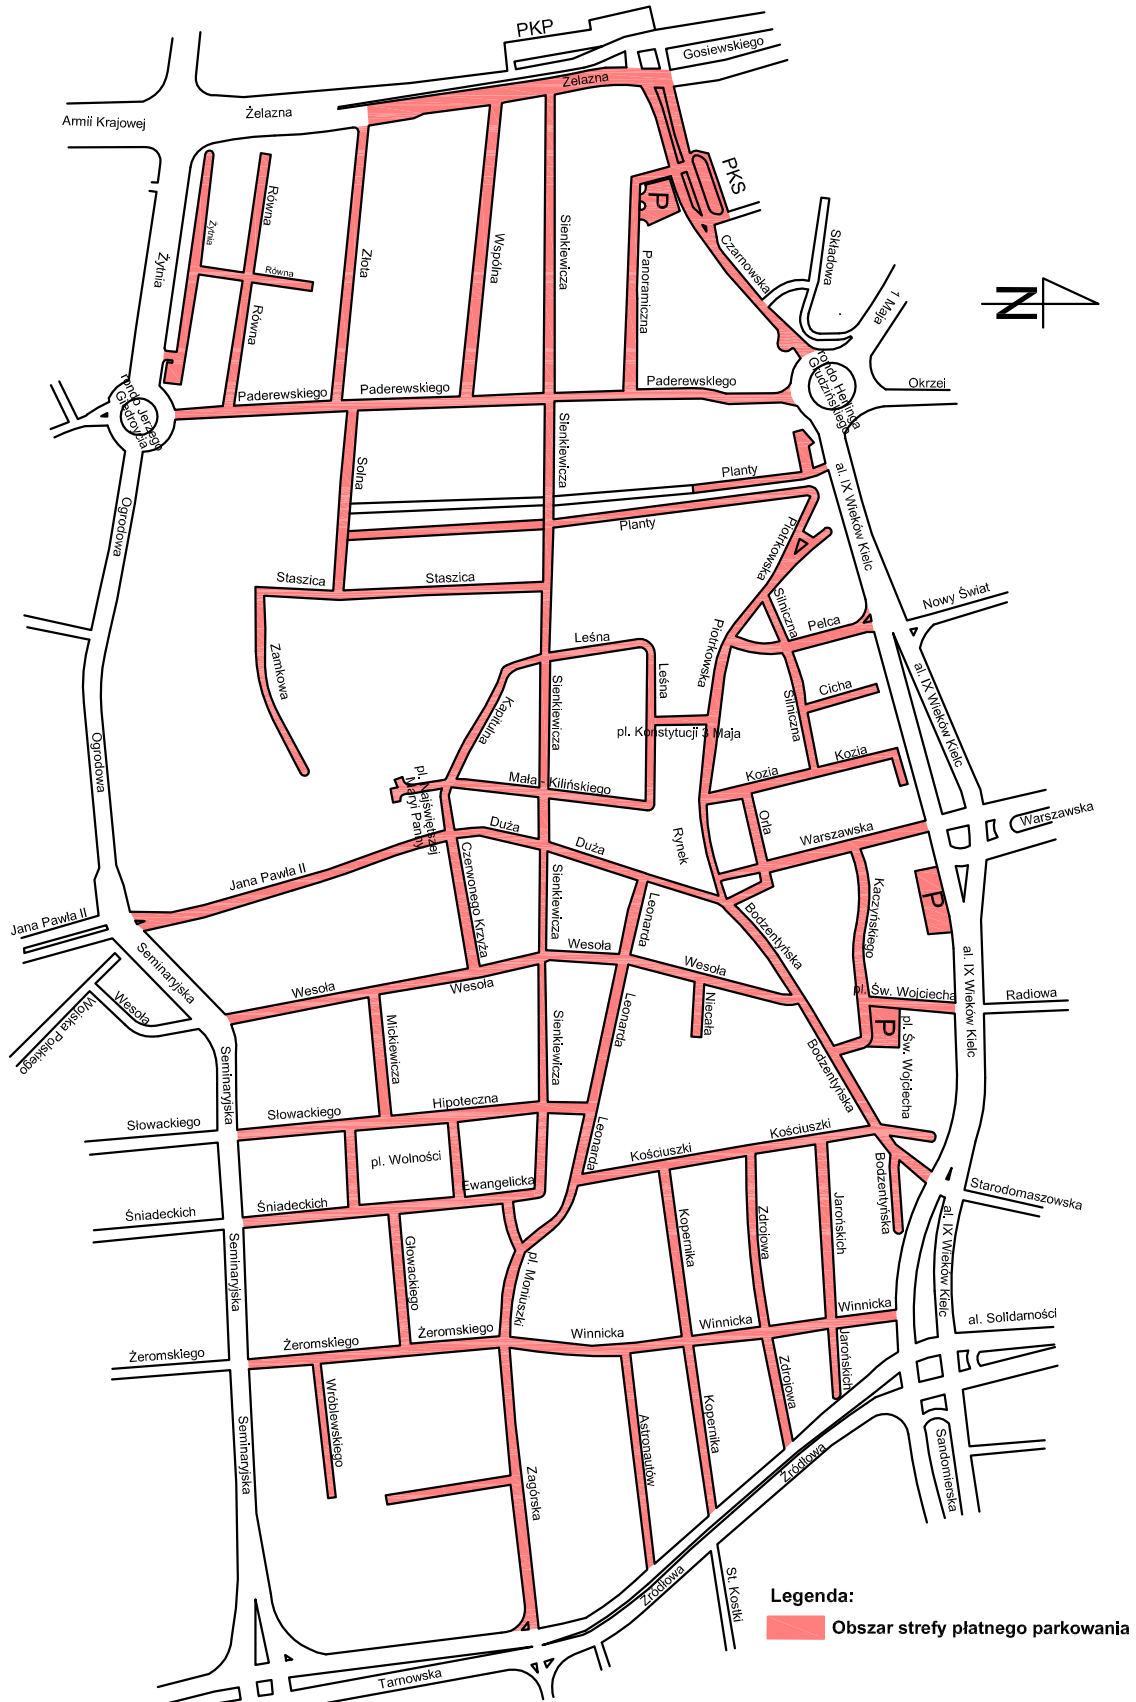 PKP
Gosiewskiego
Żelazna
Żelazna
Armii Krajowej
PKS
P
Równa
Żytnia
Równa
Równa
Żytnia
Złota
Wspólna
Sienkiewicza
Panoramiczna
Czarnowska
Składowa
1 Maja
N
rondo Herlinga
Grudzińskiego
Okrzei
rondo Jerzego
Giedroycia
Paderewskiego
Paderewskiego
Paderewskiego
Solna
Sienkiewicza
Planty
Planty
al. IX Wieków Kielc
Ogrodowa
Piotrkowska
Staszica
Staszica
Silniczna
Pelca
Nowy Świat
Zamkowa
Leśna
Leśna
Piotrkowska
Cicha
Silniczna
al. IX Wieków Kielc
Kapitulna
Sienkiewicza
pl. Konstytucji 3 Maja
Ogrodowa
Kozia
Kozia
pl. Najświętszej
Maryi Panny
Mała - Kilińskiego
Orla
Warszawska
Warszawska
Duża
Duża
Rynek
Jana Pawła II
Jana Pawła II
Czerwonego Krzyża
Sienkiewicza
Leonarda
Kaczyńskiego
P
Bodzentyńska
Wesoła
Wesoła
Seminaryjska
al. IX Wieków Kielc
Wesoła
Wesoła
Wesoła
Wojska Polskiego
Niecała
pl. Św. Wojciecha
Radiowa
P
pl. Św. Wojciecha
Mickiewicza
Sienkiewicza
Leonarda
Bodzentyńska
Seminaryjska
Słowackiego
Słowackiego
Hipoteczna
Leonarda
Kościuszki
Kościuszki
pl. Wolności
Bodzentyńska
Ewangelicka
Starodomaszowska
Śniadeckich
Śniadeckich
Kopernika
Zdrojowa
Jarońskich
al. IX Wieków Kielc
Seminaryjska
Głowackiego
pl. Moniuszki
Winnicka
Winnicka
Winnicka
al. Solidarności
Żeromskiego
Żeromskiego
Żeromskiego
Jarońskich
Zdrojowa
Wróblewskiego
Kopernika
Astronautów
Seminaryjska
Zagórska
Źródłowa
Sandomierska
Źródłowa
St. Kostki
Tarnowska
Legenda:
Obszar strefy płatnego parkowania